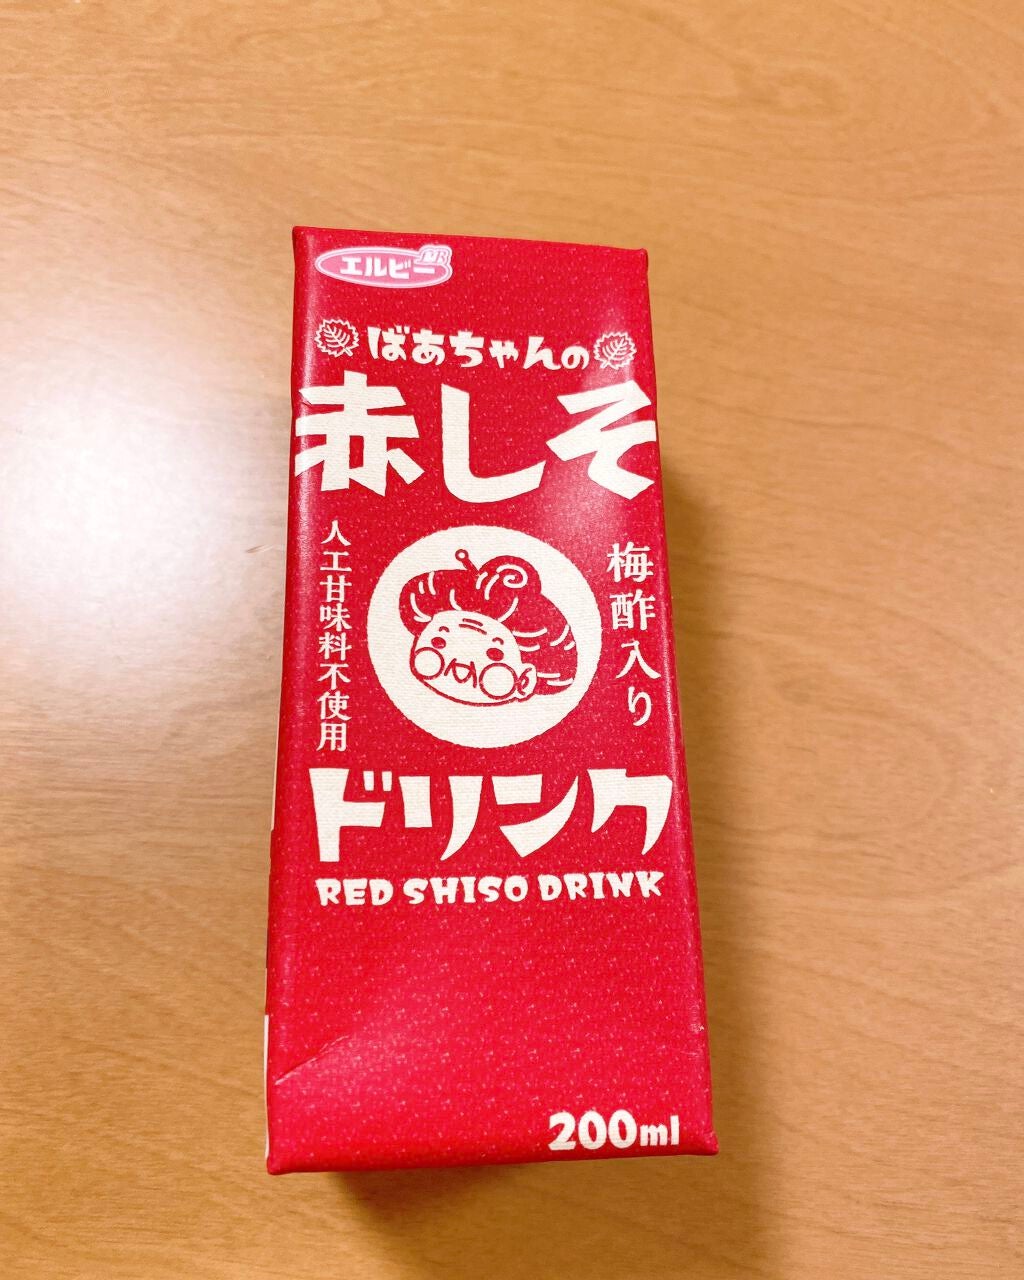 エルビー
LB
ばあちゃんの
赤しそ
梅酢入り
人工甘味料不使用
ドリンク
RED SHISO DRINK
200ml